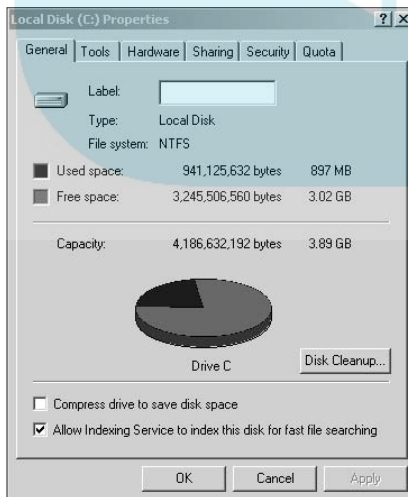 Local Disk (C:) Properties
General Tools Hardware Sharing Security Quota
Label:
Type: Local Disk
File system: NTFS
Used space: 941,125,632 bytes 897 MB
Free space: 3,245,506,560 bytes 3.02 GB
Capacity: 4,186,632,192 bytes 3.89 GB
Drive C
Disk Cleanup...
Compress drive to save disk space
Allow Indexing Service to index this disk for fast file searching
OK Cancel Apply